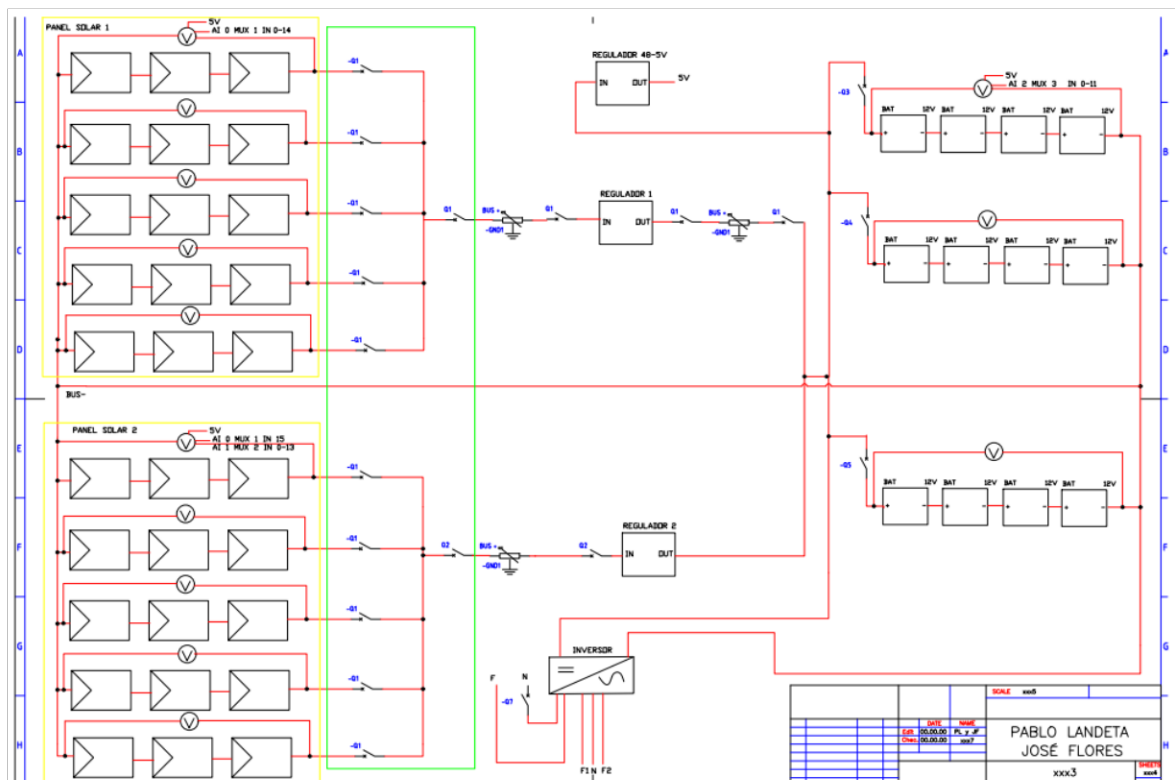 PANEL SOLAR 1
5V
AI 0 MUX 1 IN 0-14
-Q1
-Q1
-Q1
-Q1
-Q1
Q1
BUS +
-GND1
Q1
REGULADOR 48-5V
IN OUT
5V
REGULADOR 1
IN OUT
Q1
BUS +
-GND1
Q1
-Q3
5V
AI 2 MUX 3 IN 0-11
BAT 12V BAT 12V BAT 12V BAT 12V
+ - + - + - + -
-Q4
BAT 12V BAT 12V BAT 12V BAT 12V
+ - + - + - + -
BUS-
PANEL SOLAR 2
5V
AI 0 MUX 1 IN 15
AI 1 MUX 2 IN 0-13
-Q1
-Q1
-Q1
-Q1
Q2
BUS +
-GND1
Q2
REGULADOR 2
IN OUT
-Q5
BAT 12V BAT 12V BAT 12V BAT 12V
+ - + - + - + -
INVERSOR
F N
-Q7
F1 N F2
V
V
V
V
V
V
V
V
V
V
V
V
V
A
B
C
D
E
F
G
H
A
B
C
D
E
F
G
H
SCALE xxx5
DATE NAME
Edit 00.00.00 PL y JF
Chec. 00.00.00 xxx7
PABLO LANDETA
JOSÉ FLORES
xxx3
SHEETS
xxx4